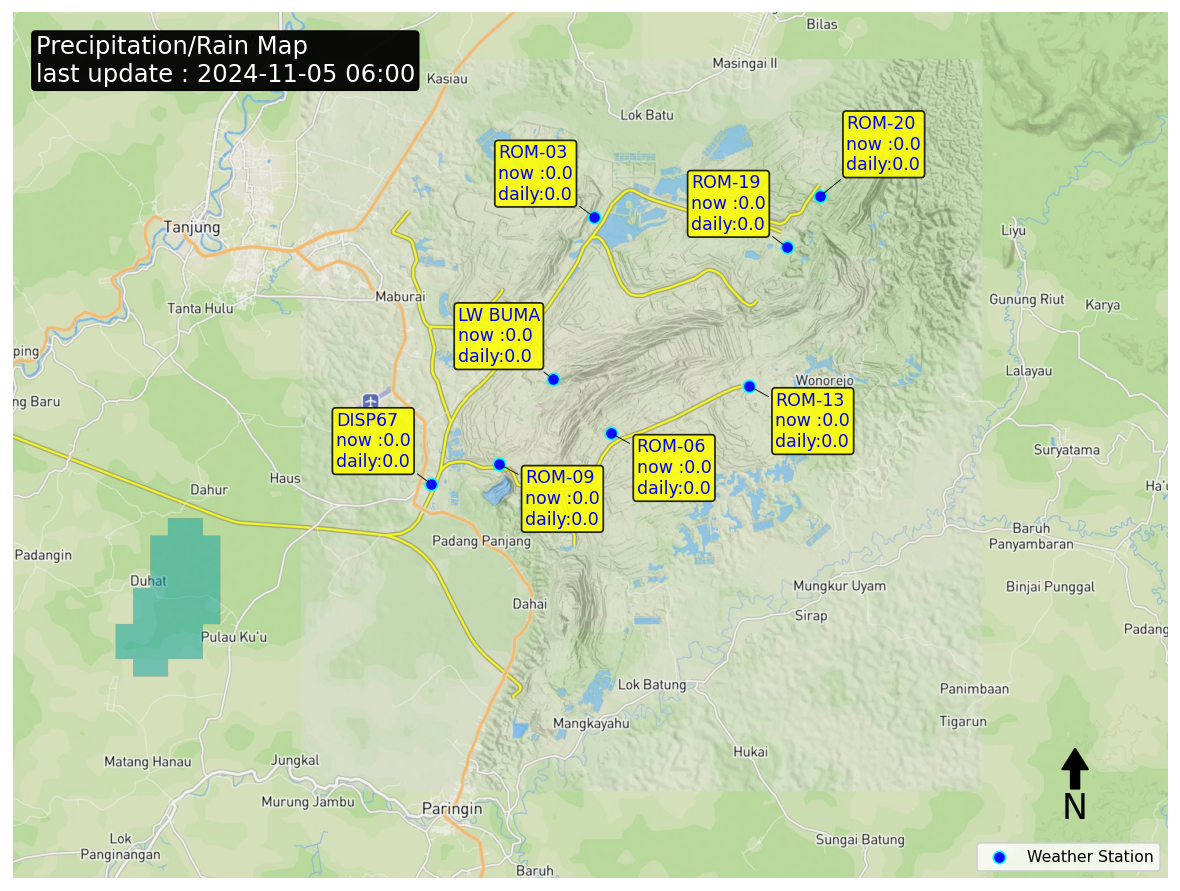 Precipitation/Rain Map
last update : 2024-11-05 06:00
Bilas
Masingai II
Kasiau
Lok Batu
ROM-20
now :0.0
daily:0.0
ROM-03
now :0.0
daily:0.0
ROM-19
now :0.0
daily:0.0
Tanjung
Liyu
Maburai
Tanta Hulu
Gunung Riut
Karya
LW BUMA
now :0.0
daily:0.0
ping
Lalayau
Wonorejo
ng Baru
ROM-13
now :0.0
daily:0.0
DISP67
now :0.0
daily:0.0
ROM-06
now :0.0
daily:0.0
Suryatama
ROM-09
now :0.0
daily:0.0
Haus
Dahur
Ha'u
Baruh
Panyambaran
Padang Panjang
Padangin
Duhat
Mungkur Uyam
Binjai Punggal
Dahai
Sirap
Padang
Pulau Ku'u
Lok Batung
Panimbaan
Mangkayahu
Tigarun
Hukai
Matang Hanau
Jungkal
Murung Jambu
Paringin
N
Lok
Panginangan
Sungai Batung
Baruh
Weather Station